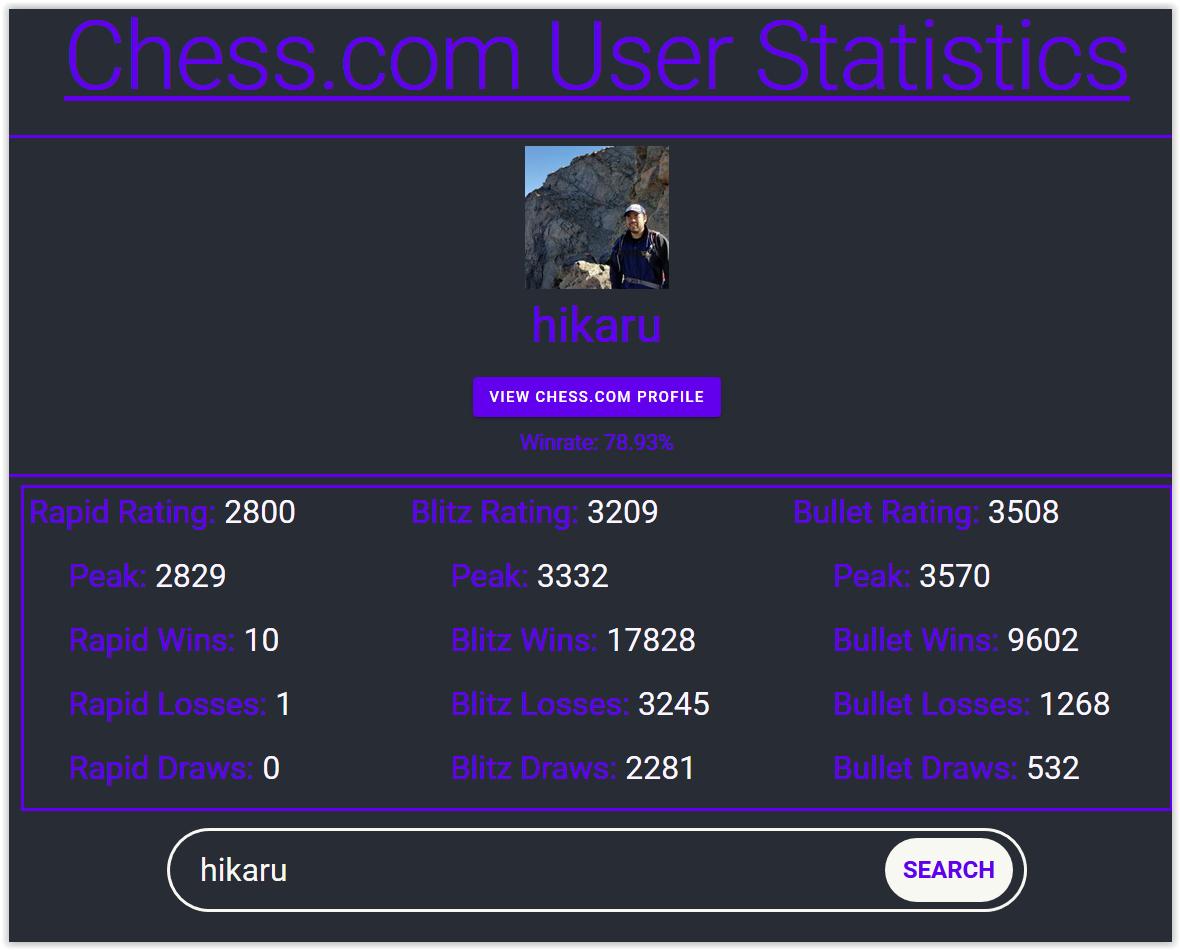 Chess.com User Statistics
hikaru
VIEW CHESS.COM PROFILE
Winrate: 78.93%
Rapid Rating: 2800 Blitz Rating: 3209 Bullet Rating: 3508
Peak: 2829 Peak: 3332 Peak: 3570
Rapid Wins: 10 Blitz Wins: 17828 Bullet Wins: 9602
Rapid Losses: 1 Blitz Losses: 3245 Bullet Losses: 1268
Rapid Draws: 0 Blitz Draws: 2281 Bullet Draws: 532
hikaru SEARCH